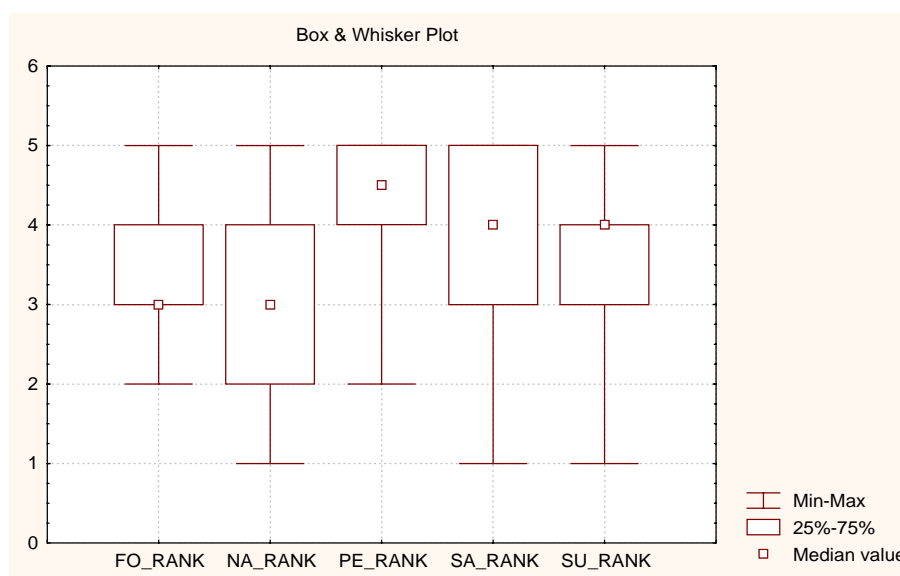 Box & Whisker Plot
6
5
4
3
2
1
0
FO_RANK NA_RANK PE_RANK SA_RANK SU_RANK
Min-Max
25%-75%
Median value